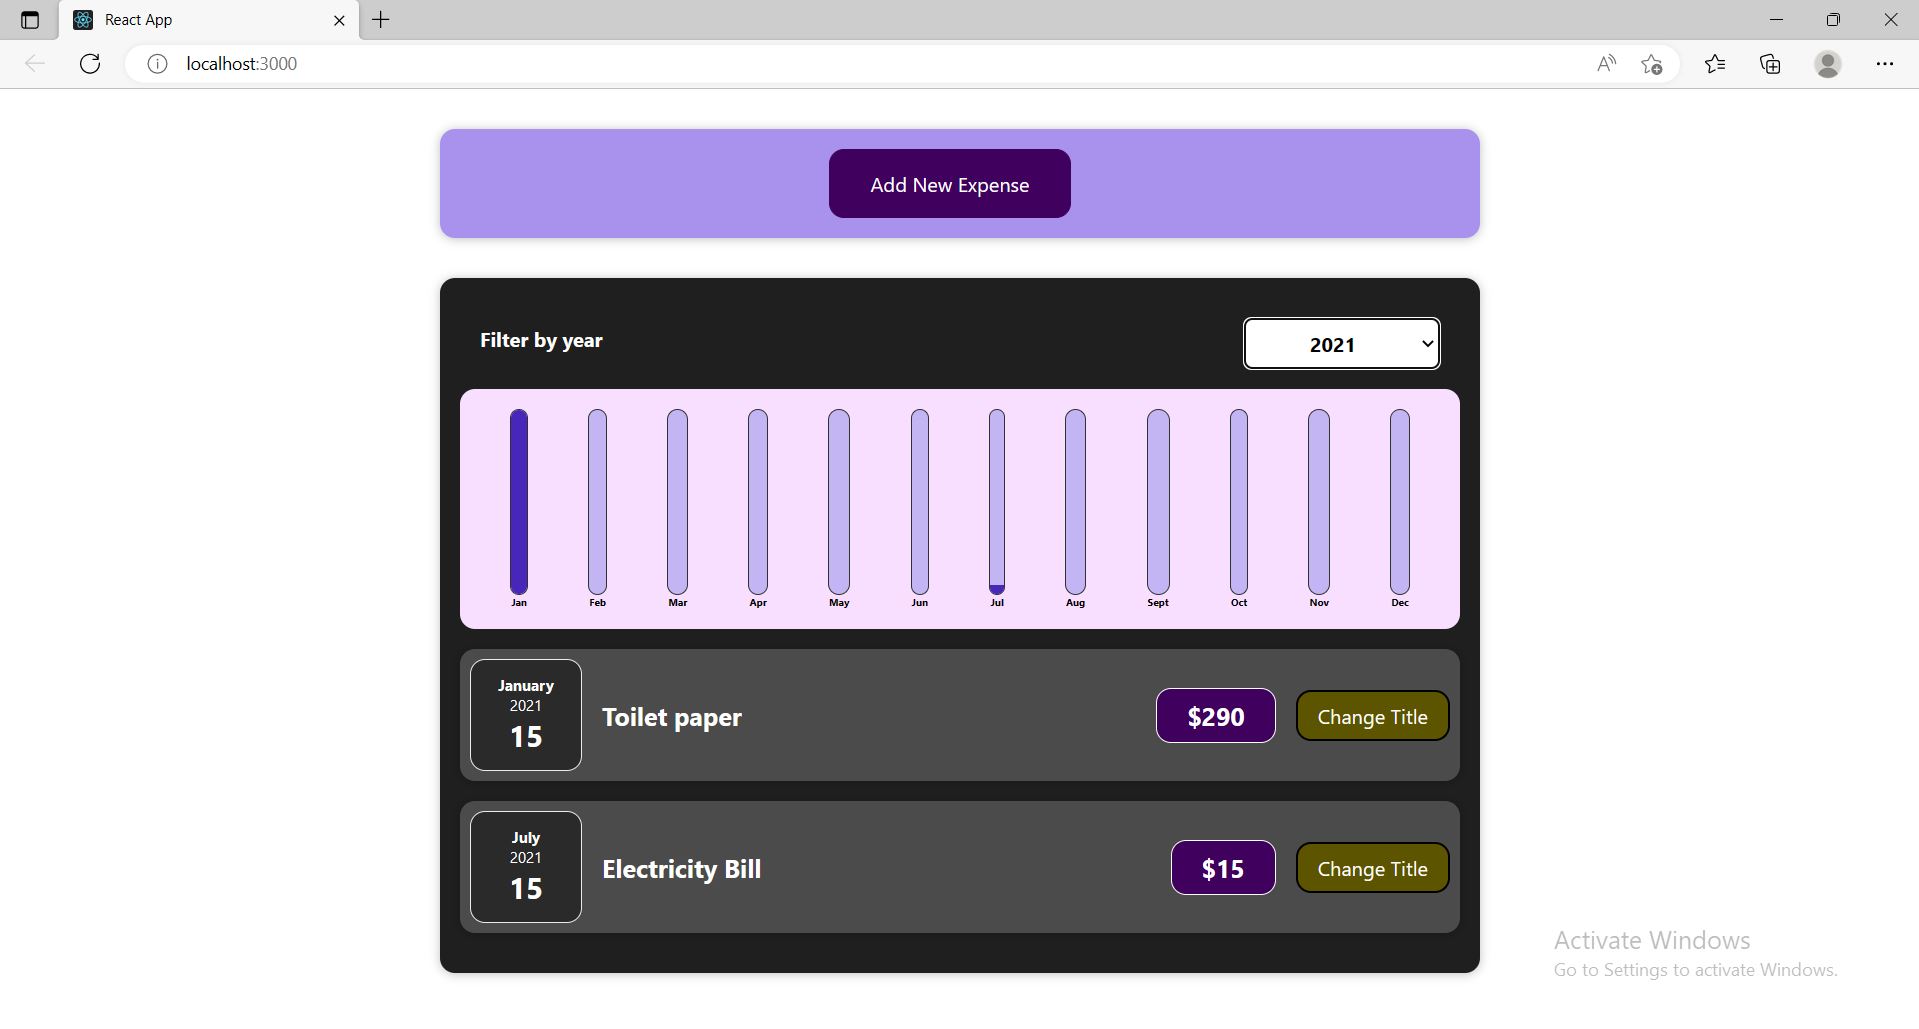 React App
localhost:3000
Add New Expense
Filter by year
2021
Jan Feb Mar Apr May Jun Jul Aug Sept Oct Nov Dec
January
2021
15
Toilet paper
$290
Change Title
July
2021
15
Electricity Bill
$15
Change Title
Activate Windows
Go to Settings to activate Windows.